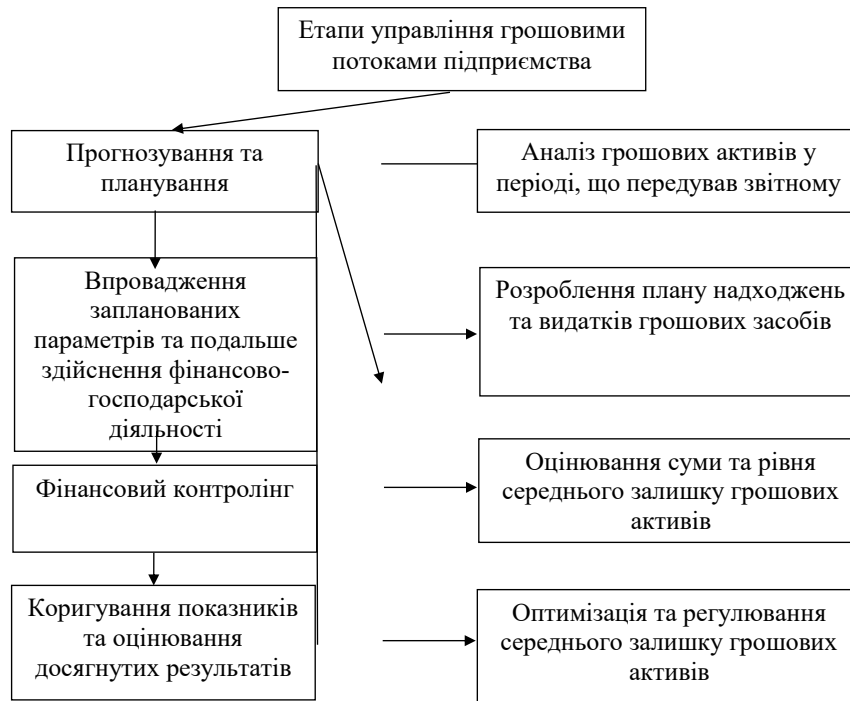 Етапи управління грошовими
потоками підприємства
Прогнозування та
планування
Аналіз грошових активів у
періоді, що передував звітному
Впровадження
запланованих
параметрів та подальше
здійснення фінансово-
господарської
діяльності
Розроблення плану надходжень
та видатків грошових засобів
Фінансовий контролінг
Оцінювання суми та рівня
середнього залишку грошових
активів
Коригування показників
та оцінювання
досягнутих результатів
Оптимізація та регулювання
середнього залишку грошових
активів